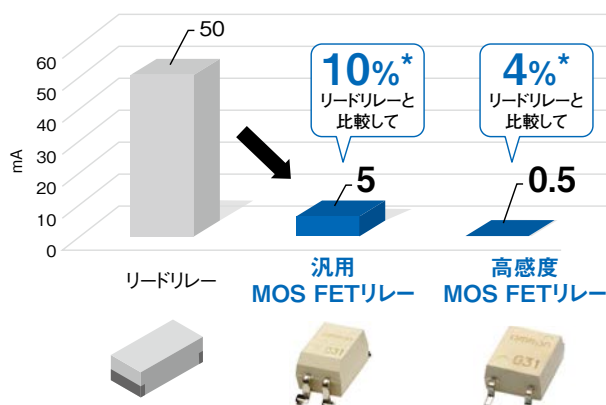 50
10%*
リードリレーと
比較して
4%*
リードリレーと
比較して
60
50
40
30
20
10
0
mA
5
0.5
リードリレー
汎用
MOS FETリレー
高感度
MOS FETリレー
OMRON
G31